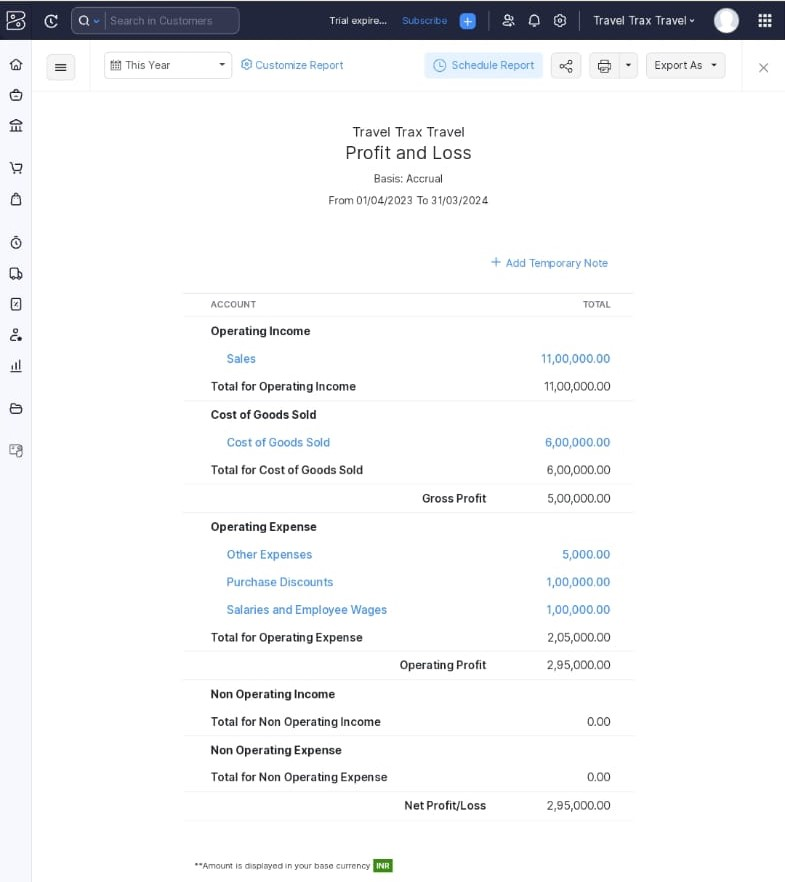 Search in Customers Trial expire... Subscribe Travel Trax Travel
This Year Customize Report Schedule Report Export As
Travel Trax Travel
Profit and Loss
Basis: Accrual
From 01/04/2023 To 31/03/2024
+ Add Temporary Note
ACCOUNT TOTAL
Operating Income
Sales 11,00,000.00
Total for Operating Income 11,00,000.00
Cost of Goods Sold
Cost of Goods Sold 6,00,000.00
Total for Cost of Goods Sold 6,00,000.00
Gross Profit 5,00,000.00
Operating Expense
Other Expenses 5,000.00
Purchase Discounts 1,00,000.00
Salaries and Employee Wages 1,00,000.00
Total for Operating Expense 2,05,000.00
Operating Profit 2,95,000.00
Non Operating Income
Total for Non Operating Income 0.00
Non Operating Expense
Total for Non Operating Expense 0.00
Net Profit/Loss 2,95,000.00
**Amount is displayed in your base currency INR